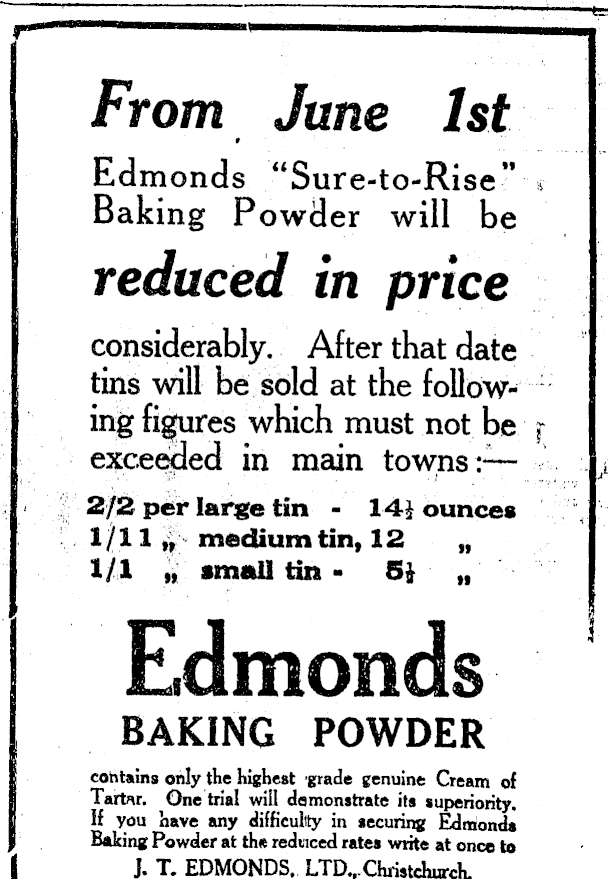 From June 1st
Edmonds “Sure-to-Rise”
Baking Powder will be
reduced in price
considerably. After that date
tins will be sold at the follow-
ing figures which must not be
exceeded in main towns:—
2/2 per large tin - 14½ ounces
1/11 „ medium tin, 12 „
1/1 „ small tin - 5½ „
Edmonds
BAKING POWDER
contains only the highest grade genuine Cream of
Tartar. One trial will demonstrate its superiority.
If you have any difficulty in securing Edmonds
Baking Powder at the reduced rates write at once to
J. T. EDMONDS, LTD., Christchurch.